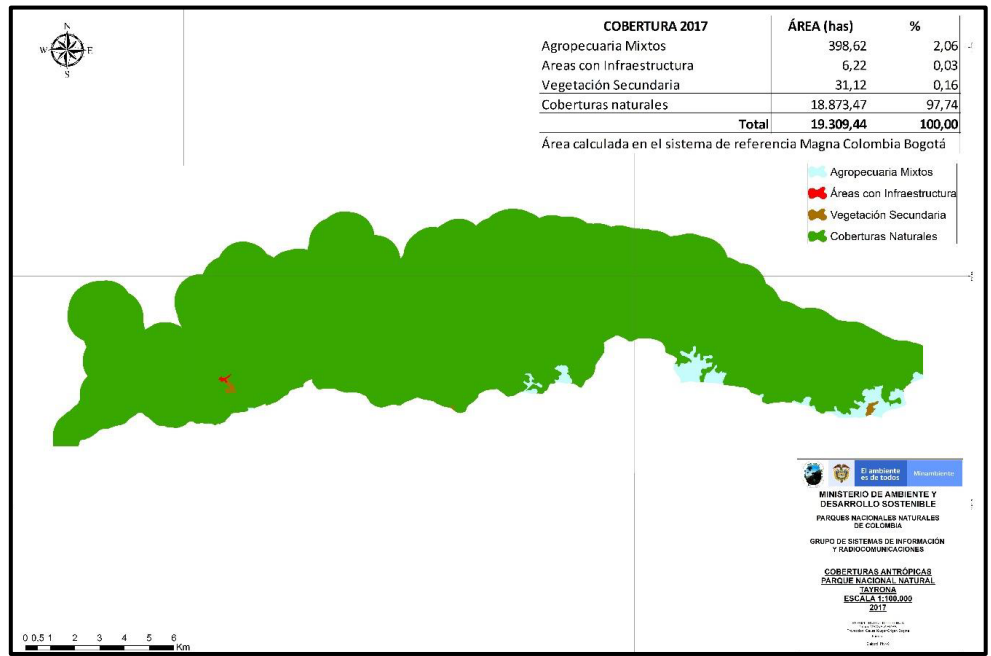 N
W E
S
COBERTURA 2017 ÁREA (has) %
Agropecuaria Mixtos 398,62 2,06
Areas con Infraestructura 6,22 0,03
Vegetación Secundaria 31,12 0,16
Coberturas naturales 18.873,47 97,74
Total 19.309,44 100,00
Área calculada en el sistema de referencia Magna Colombia Bogotá
Agropecuaria Mixtos
Áreas con Infraestructura
Vegetación Secundaria
Coberturas Naturales
El ambiente
es de todos
Minambiente
MINISTERIO DE AMBIENTE Y
DESARROLLO SOSTENIBLE
PARQUES NACIONALES NATURALES
DE COLOMBIA
GRUPO DE SISTEMAS DE INFORMACIÓN
Y RADIOCOMUNICACIONES
COBERTURAS ANTRÓPICAS
PARQUE NACIONAL NATURAL
TAYRONA
ESCALA 1:100.000
2017
0 0,5 1 2 3 4 5 6
Km